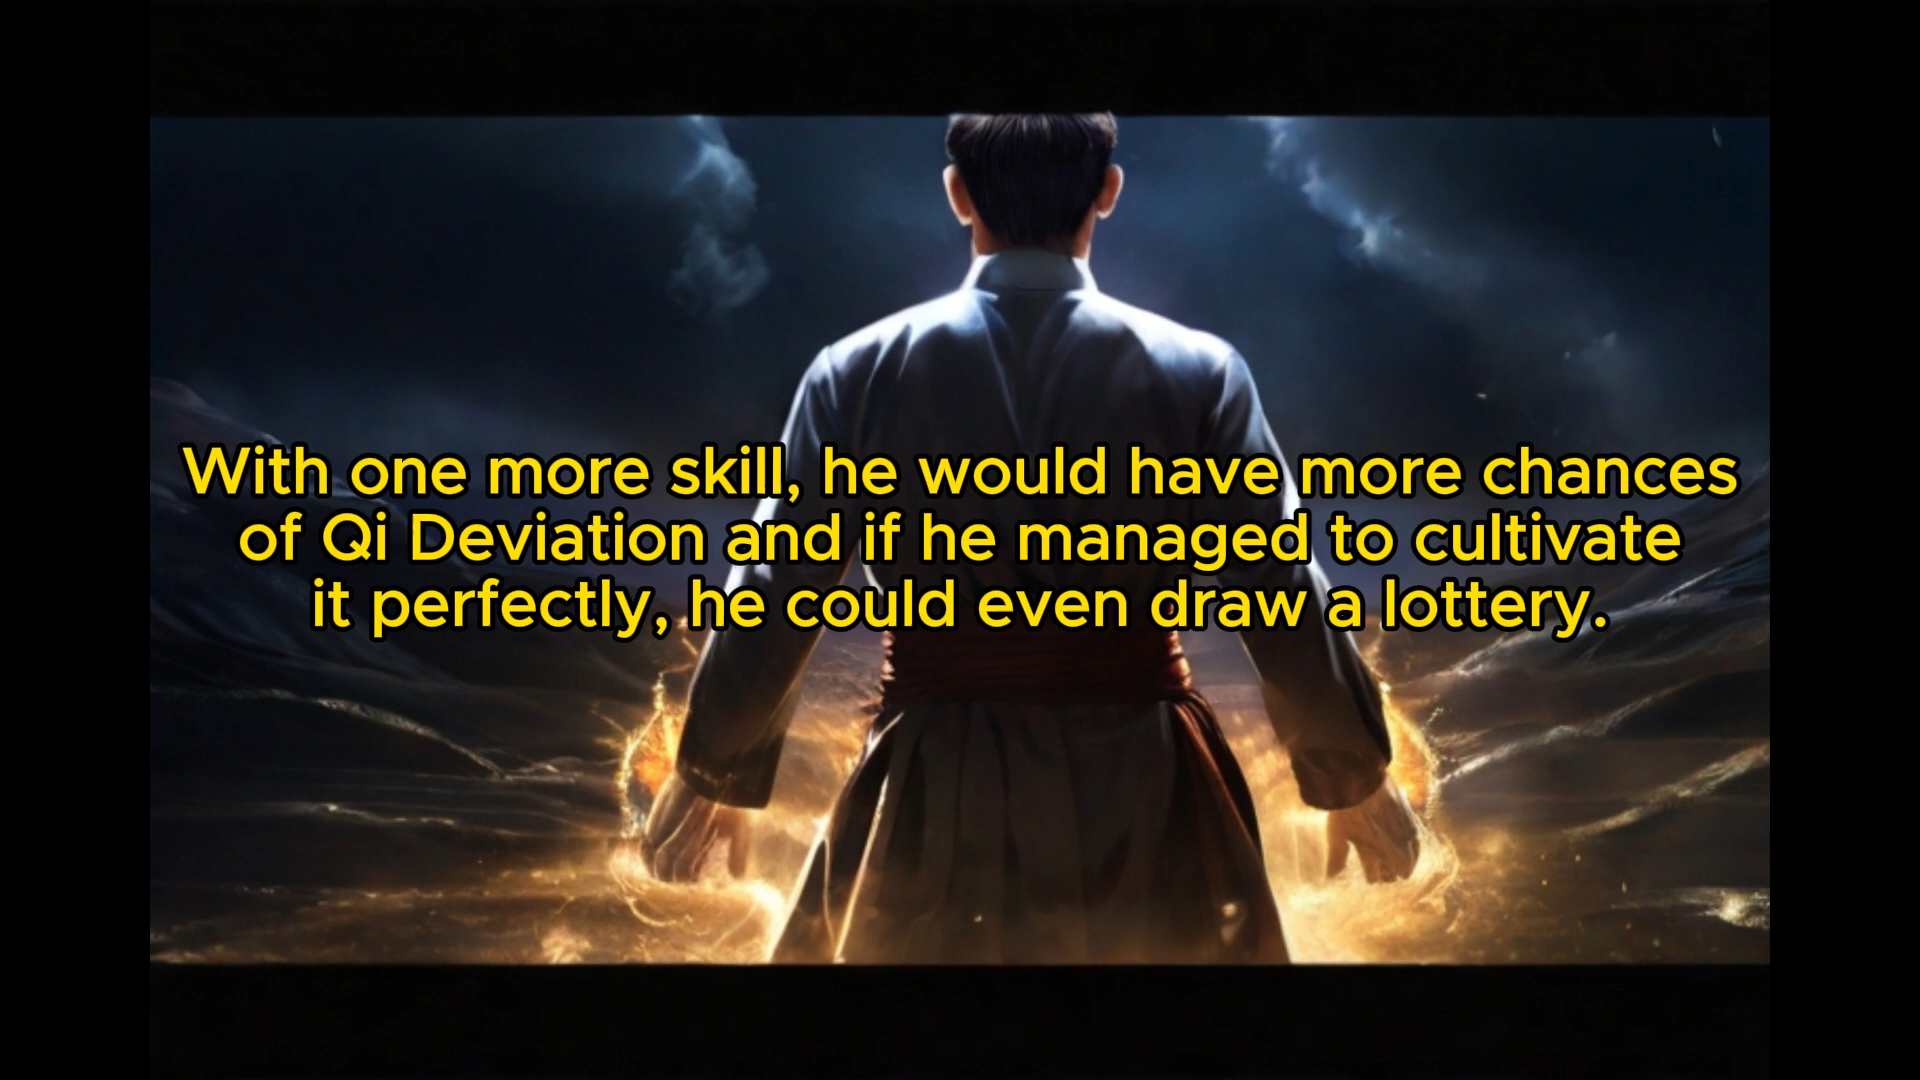 With one more skill, he would have more chances
of Qi Deviation and if he managed to cultivate
it perfectly, he could even draw a lottery.